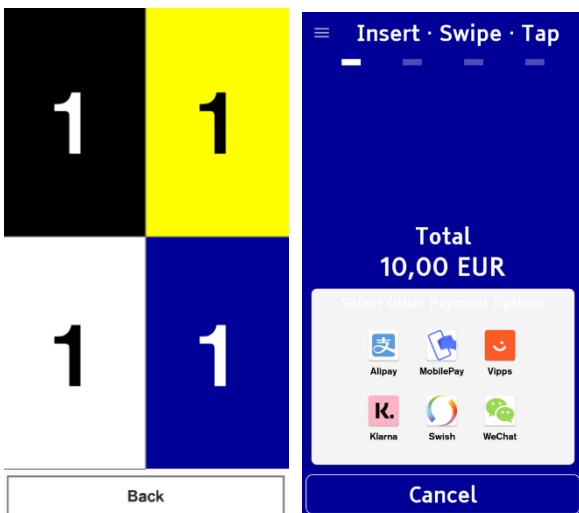 1
1
1
1
Back
Insert · Swipe · Tap
Total
10,00 EUR
Select Other Payment Options
Alipay
MobilePay
Vipps
K.
Klarna
Swish
WeChat
Cancel